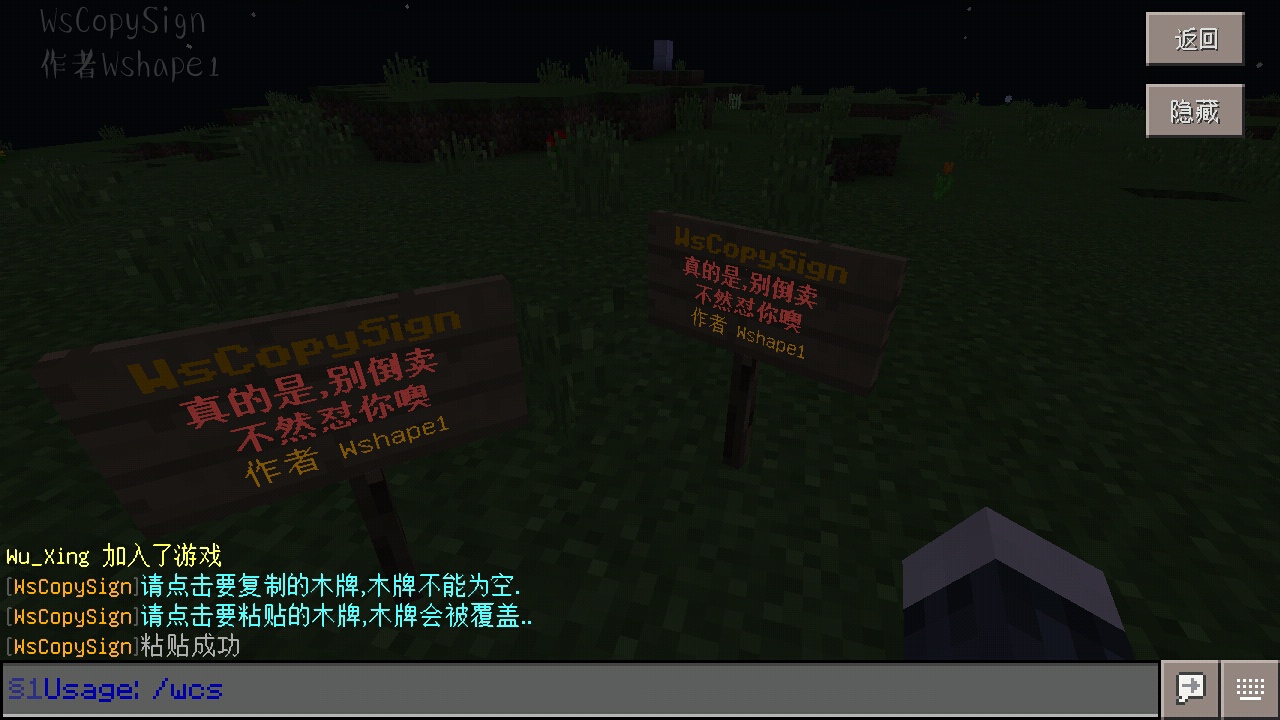 WsCopySign
作者Wshape1
返回
隐藏
WsCopySign
真的是,别倒卖
不然怼你噢
作者 Wshape1
WsCopySign
真的是,别倒卖
不然怼你噢
作者 Wshape1
Wu_Xing 加入了游戏
[WsCopySign]请点击要复制的木牌,木牌不能为空.
[WsCopySign]请点击要粘贴的木牌,木牌会被覆盖..
[WsCopySign]粘贴成功
§1Usage: /wcs